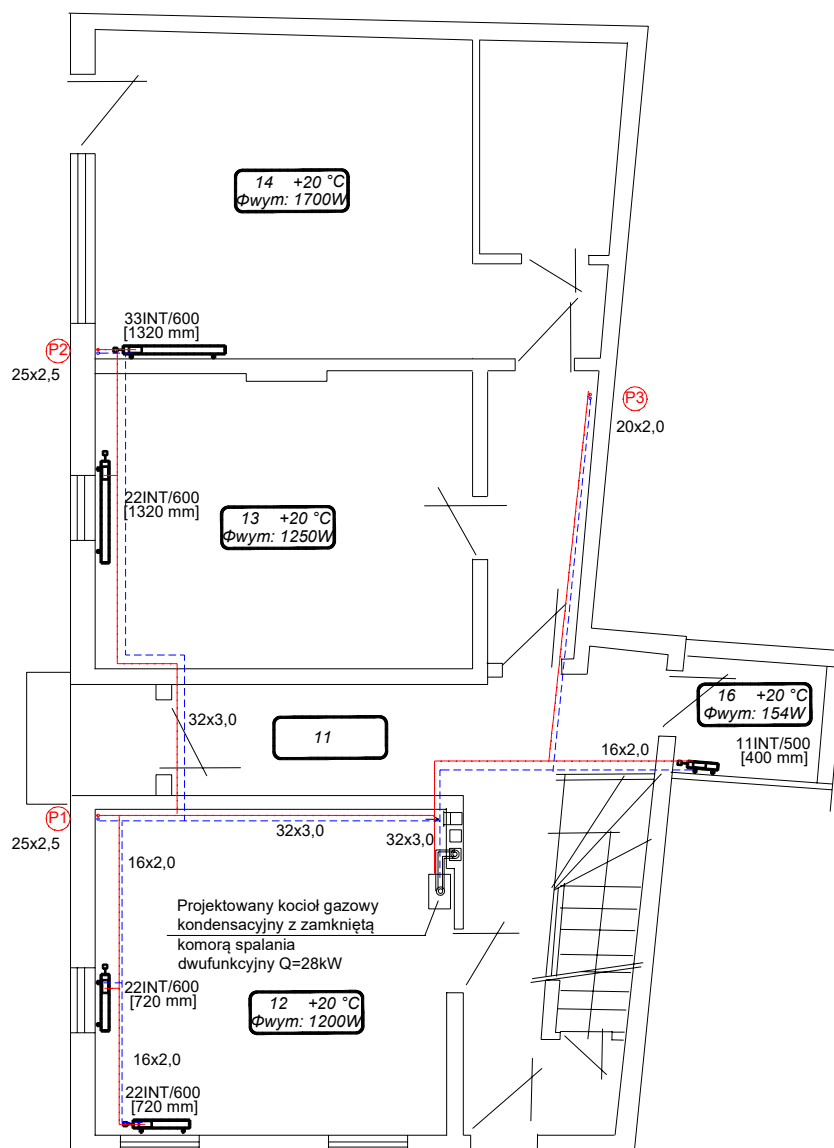 14 +20 °C
Φwym: 1700W
33INT/600
[1320 mm]
P2
25x2,5
P3
20x2,0
22INT/600
[1320 mm]
13 +20 °C
Φwym: 1250W
16 +20 °C
Φwym: 154W
32x3,0
11
16x2,0
11INT/500
[400 mm]
P1
25x2,5
32x3,0
32x3,0
16x2,0
Projektowany kocioł gazowy
kondensacyjny z zamkniętą
komorą spalania
dwufunkcyjny Q=28kW
22INT/600
[720 mm]
12 +20 °C
Φwym: 1200W
16x2,0
22INT/600
[720 mm]